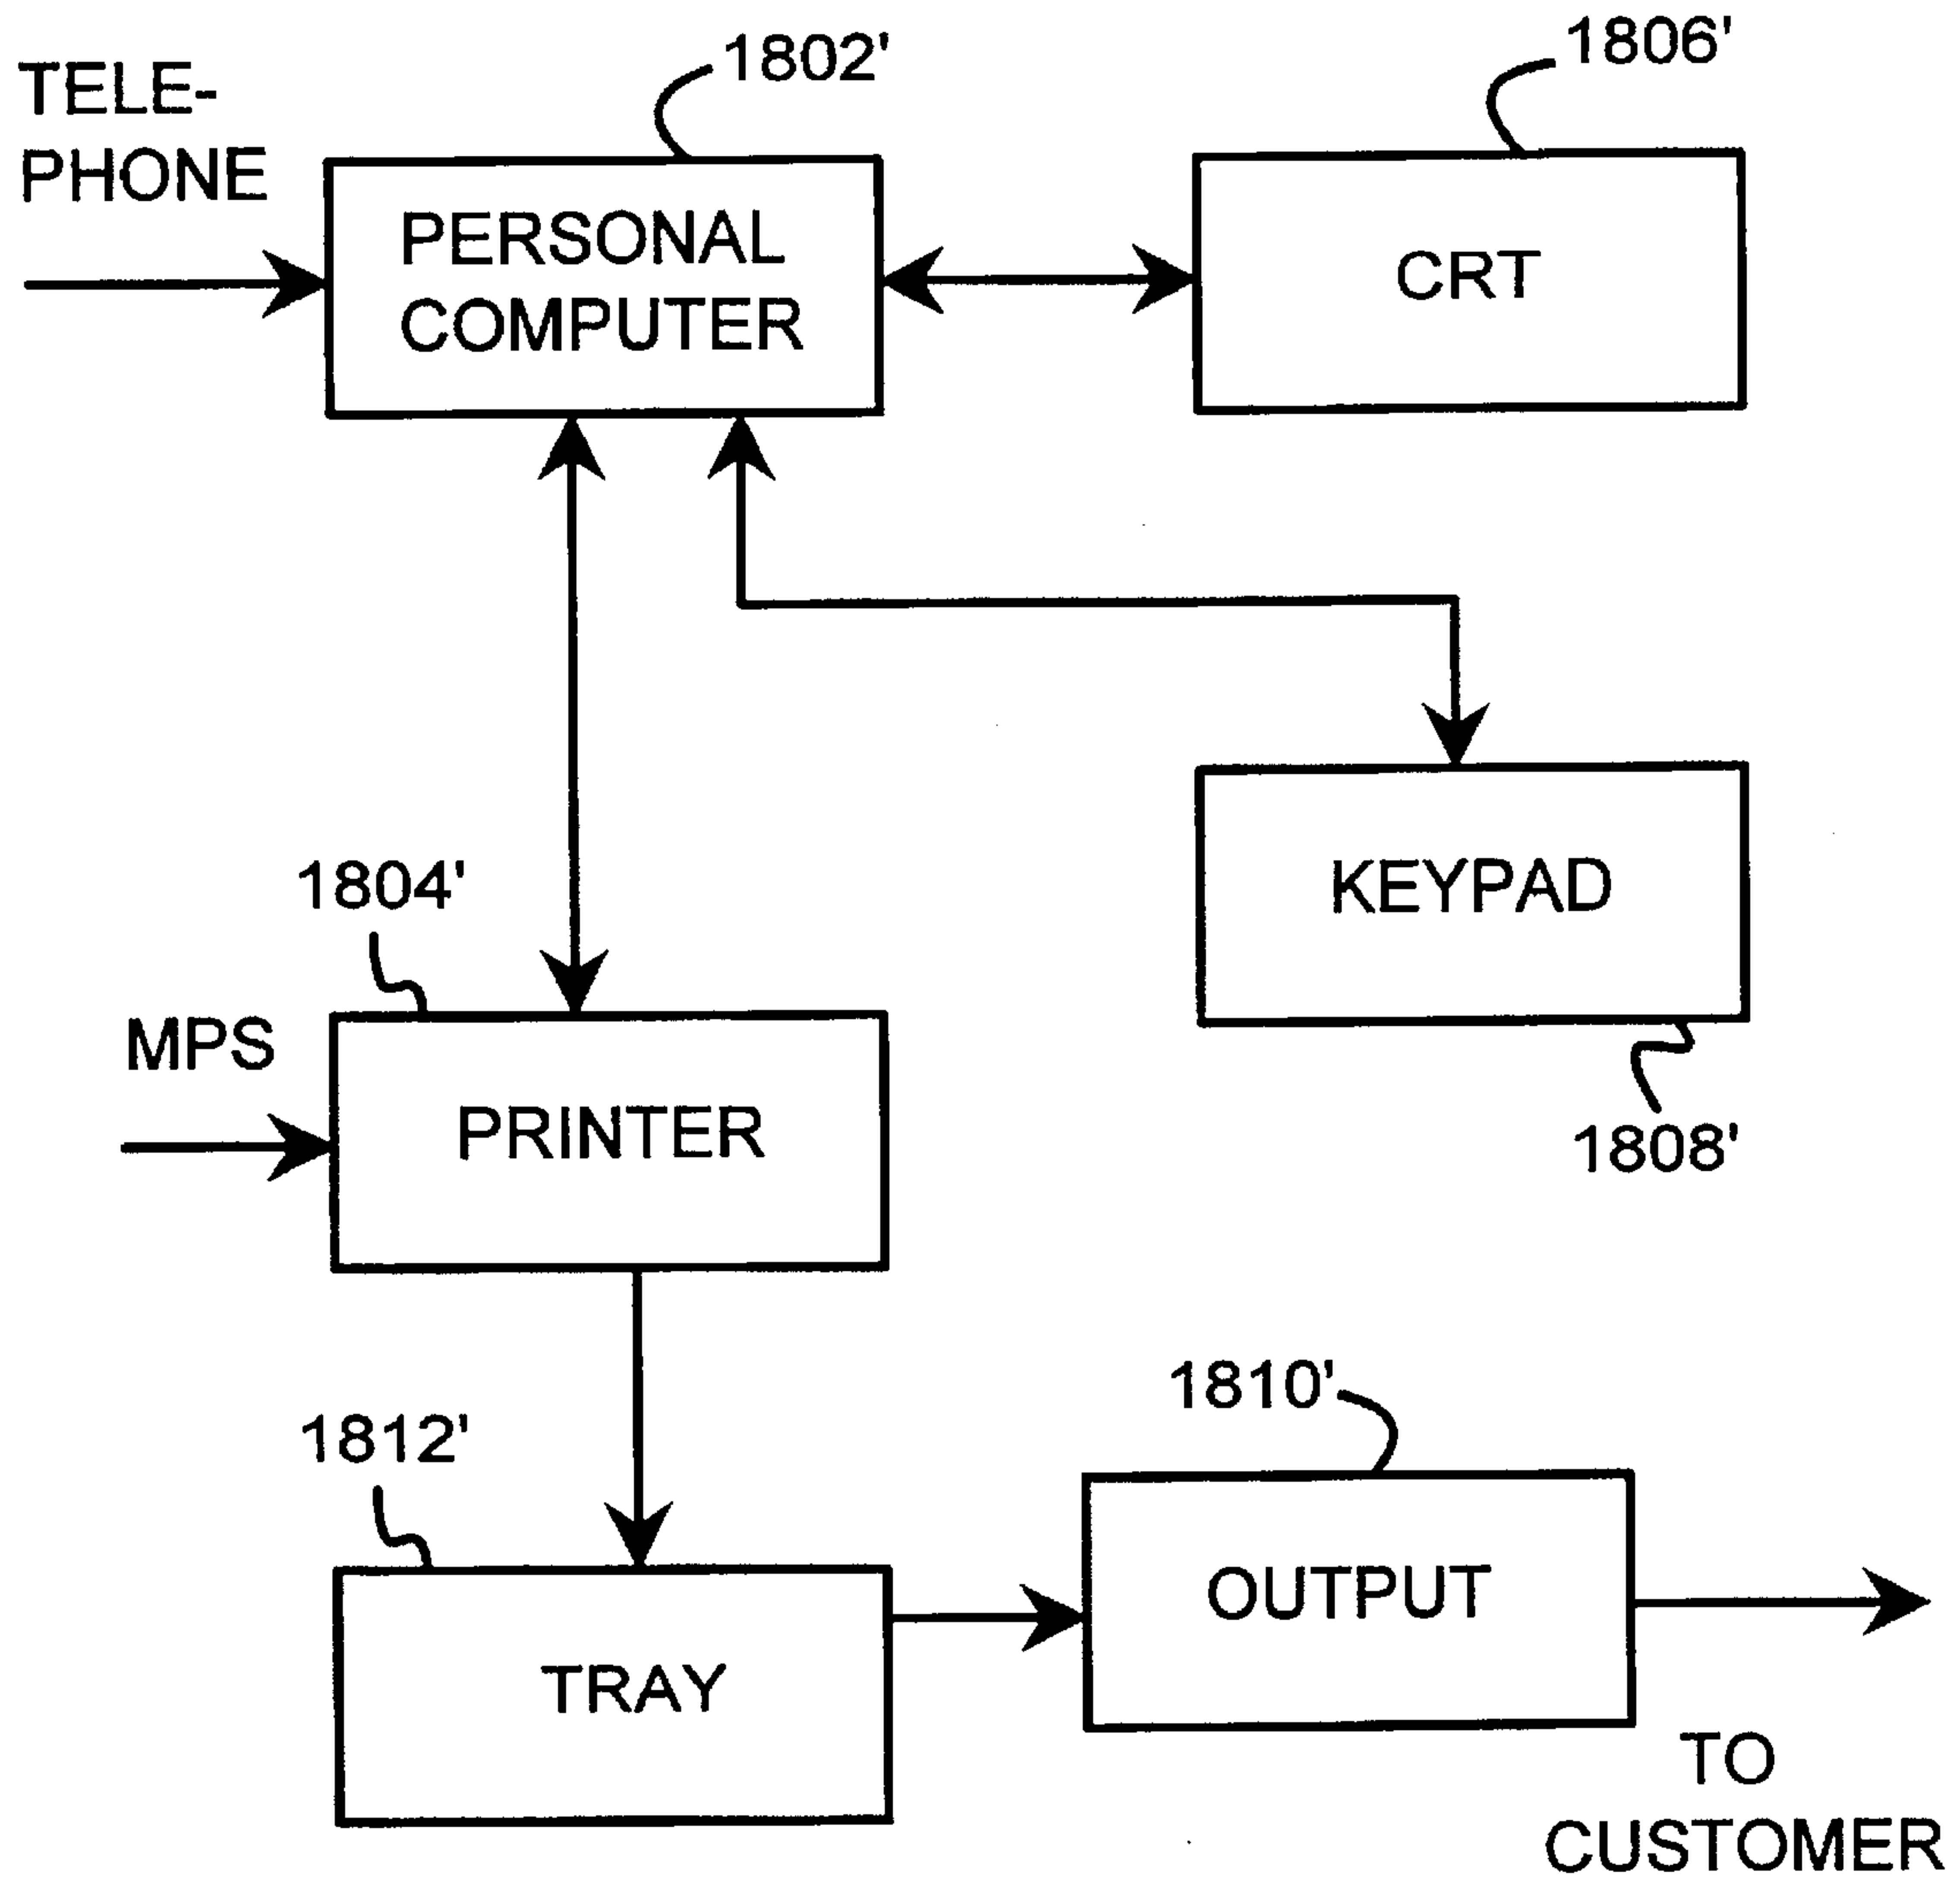 1802'
1806'
TELE-
PHONE
PERSONAL
COMPUTER
CRT
1804'
KEYPAD
MPS
PRINTER
1808'
1810'
1812'
OUTPUT
TRAY
TO
CUSTOMER